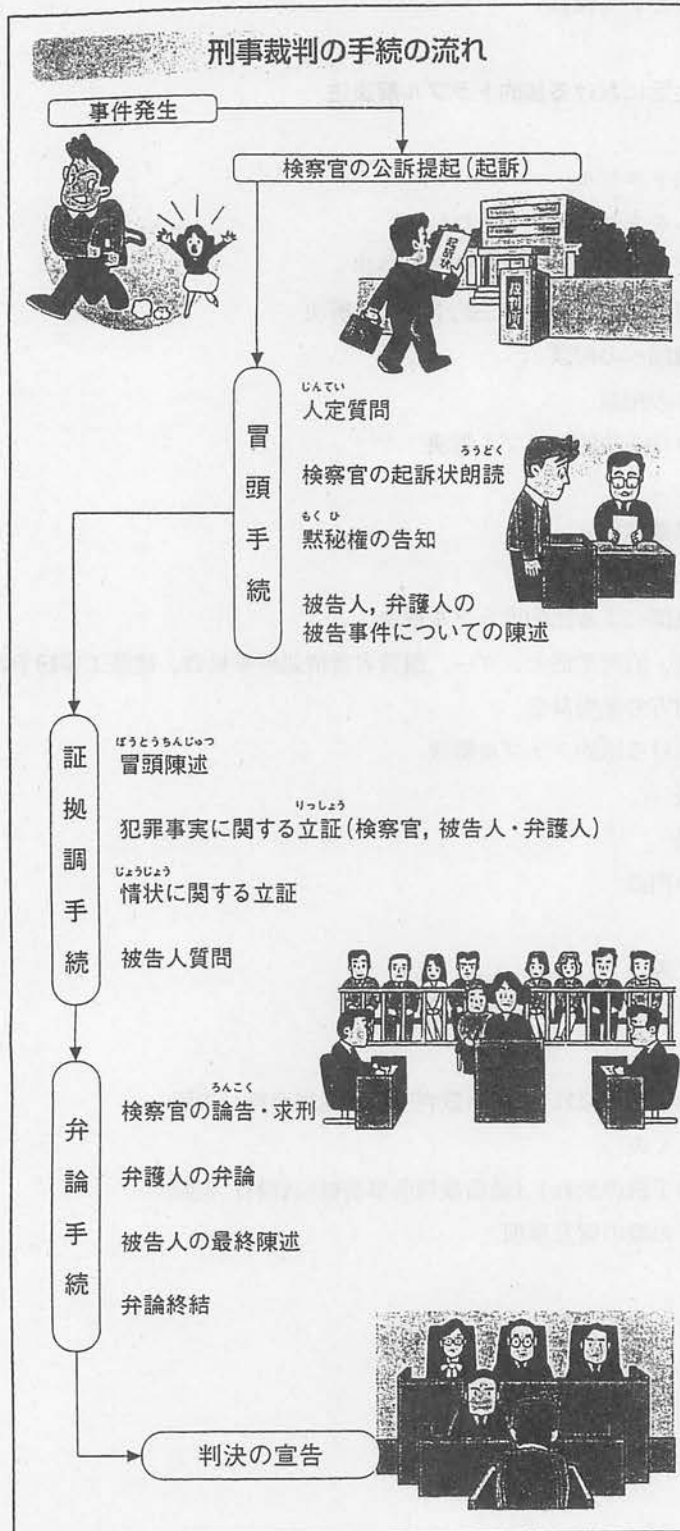 刑事裁判の手続の流れ
事件発生
検察官の公訴提起(起訴)
起訴状
裁判所
冒頭手続
じんてい
人定質問
ろうどく
検察官の起訴状朗読
もくひ
黙秘権の告知
被告人,弁護人の
被告事件についての陳述
証拠調手続
ぼうとうちんじゅつ
冒頭陳述
りっしょう
犯罪事実に関する立証(検察官,被告人・弁護人)
じょうじょう
情状に関する立証
被告人質問
弁論手続
ろんこく
検察官の論告・求刑
弁護人の弁論
被告人の最終陳述
弁論終結
判決の宣告